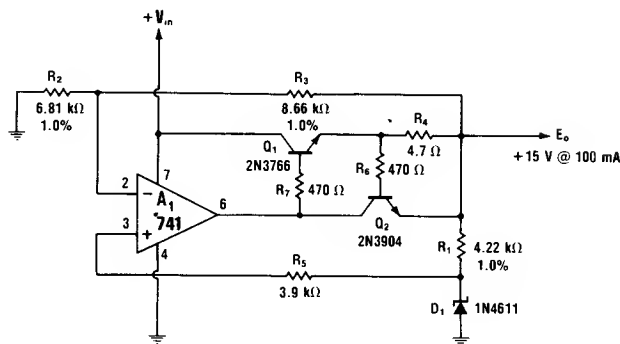 + Vin
R2
6.81 kΩ
1.0%
R3
8.66 kΩ
1.0%
R4
4.7 Ω
Eo
+15 V @ 100 mA
Q1
2N3766
R6
470 Ω
R7
470 Ω
Q2
2N3904
2
7
A1
741
6
3
4
R1
4.22 kΩ
1.0%
R5
3.9 kΩ
D1
1N4611